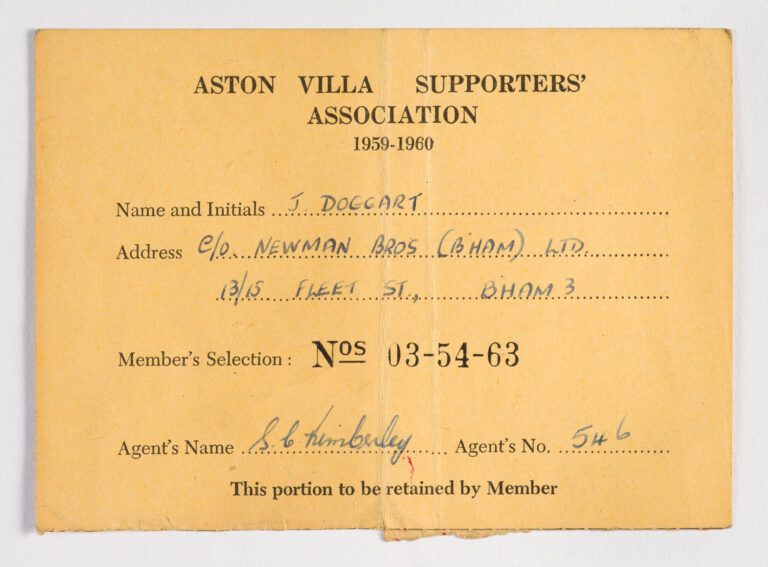 ASTON VILLA SUPPORTERS'
ASSOCIATION
1959-1960
Name and Initials J DOGGART
Address C/O. NEWMAN BROS (B'HAM) LTD.
13/15 FLEET ST., B'HAM 3
Member's Selection: Nos 03-54-63
Agent's Name S C Kimberley Agent's No. 546
This portion to be retained by Member